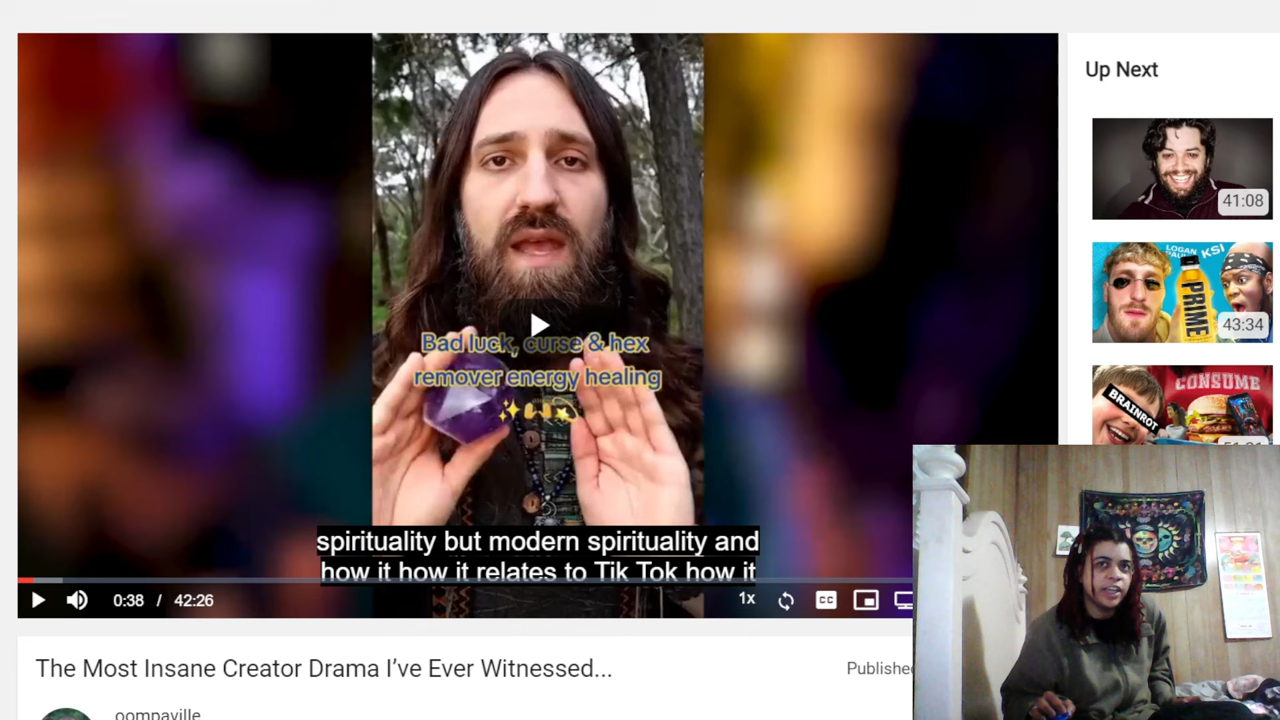 Up Next
41:08
LOGAN
PAUL
KSI
PRIME
43:34
CONSUME
BRAINROT
Bad luck, curse & hex
remover energy healing
spirituality but modern spirituality and
how it how it relates to Tik Tok how it
0:38 / 42:26
1x
CC
The Most Insane Creator Drama I’ve Ever Witnessed...
Published
oompaville